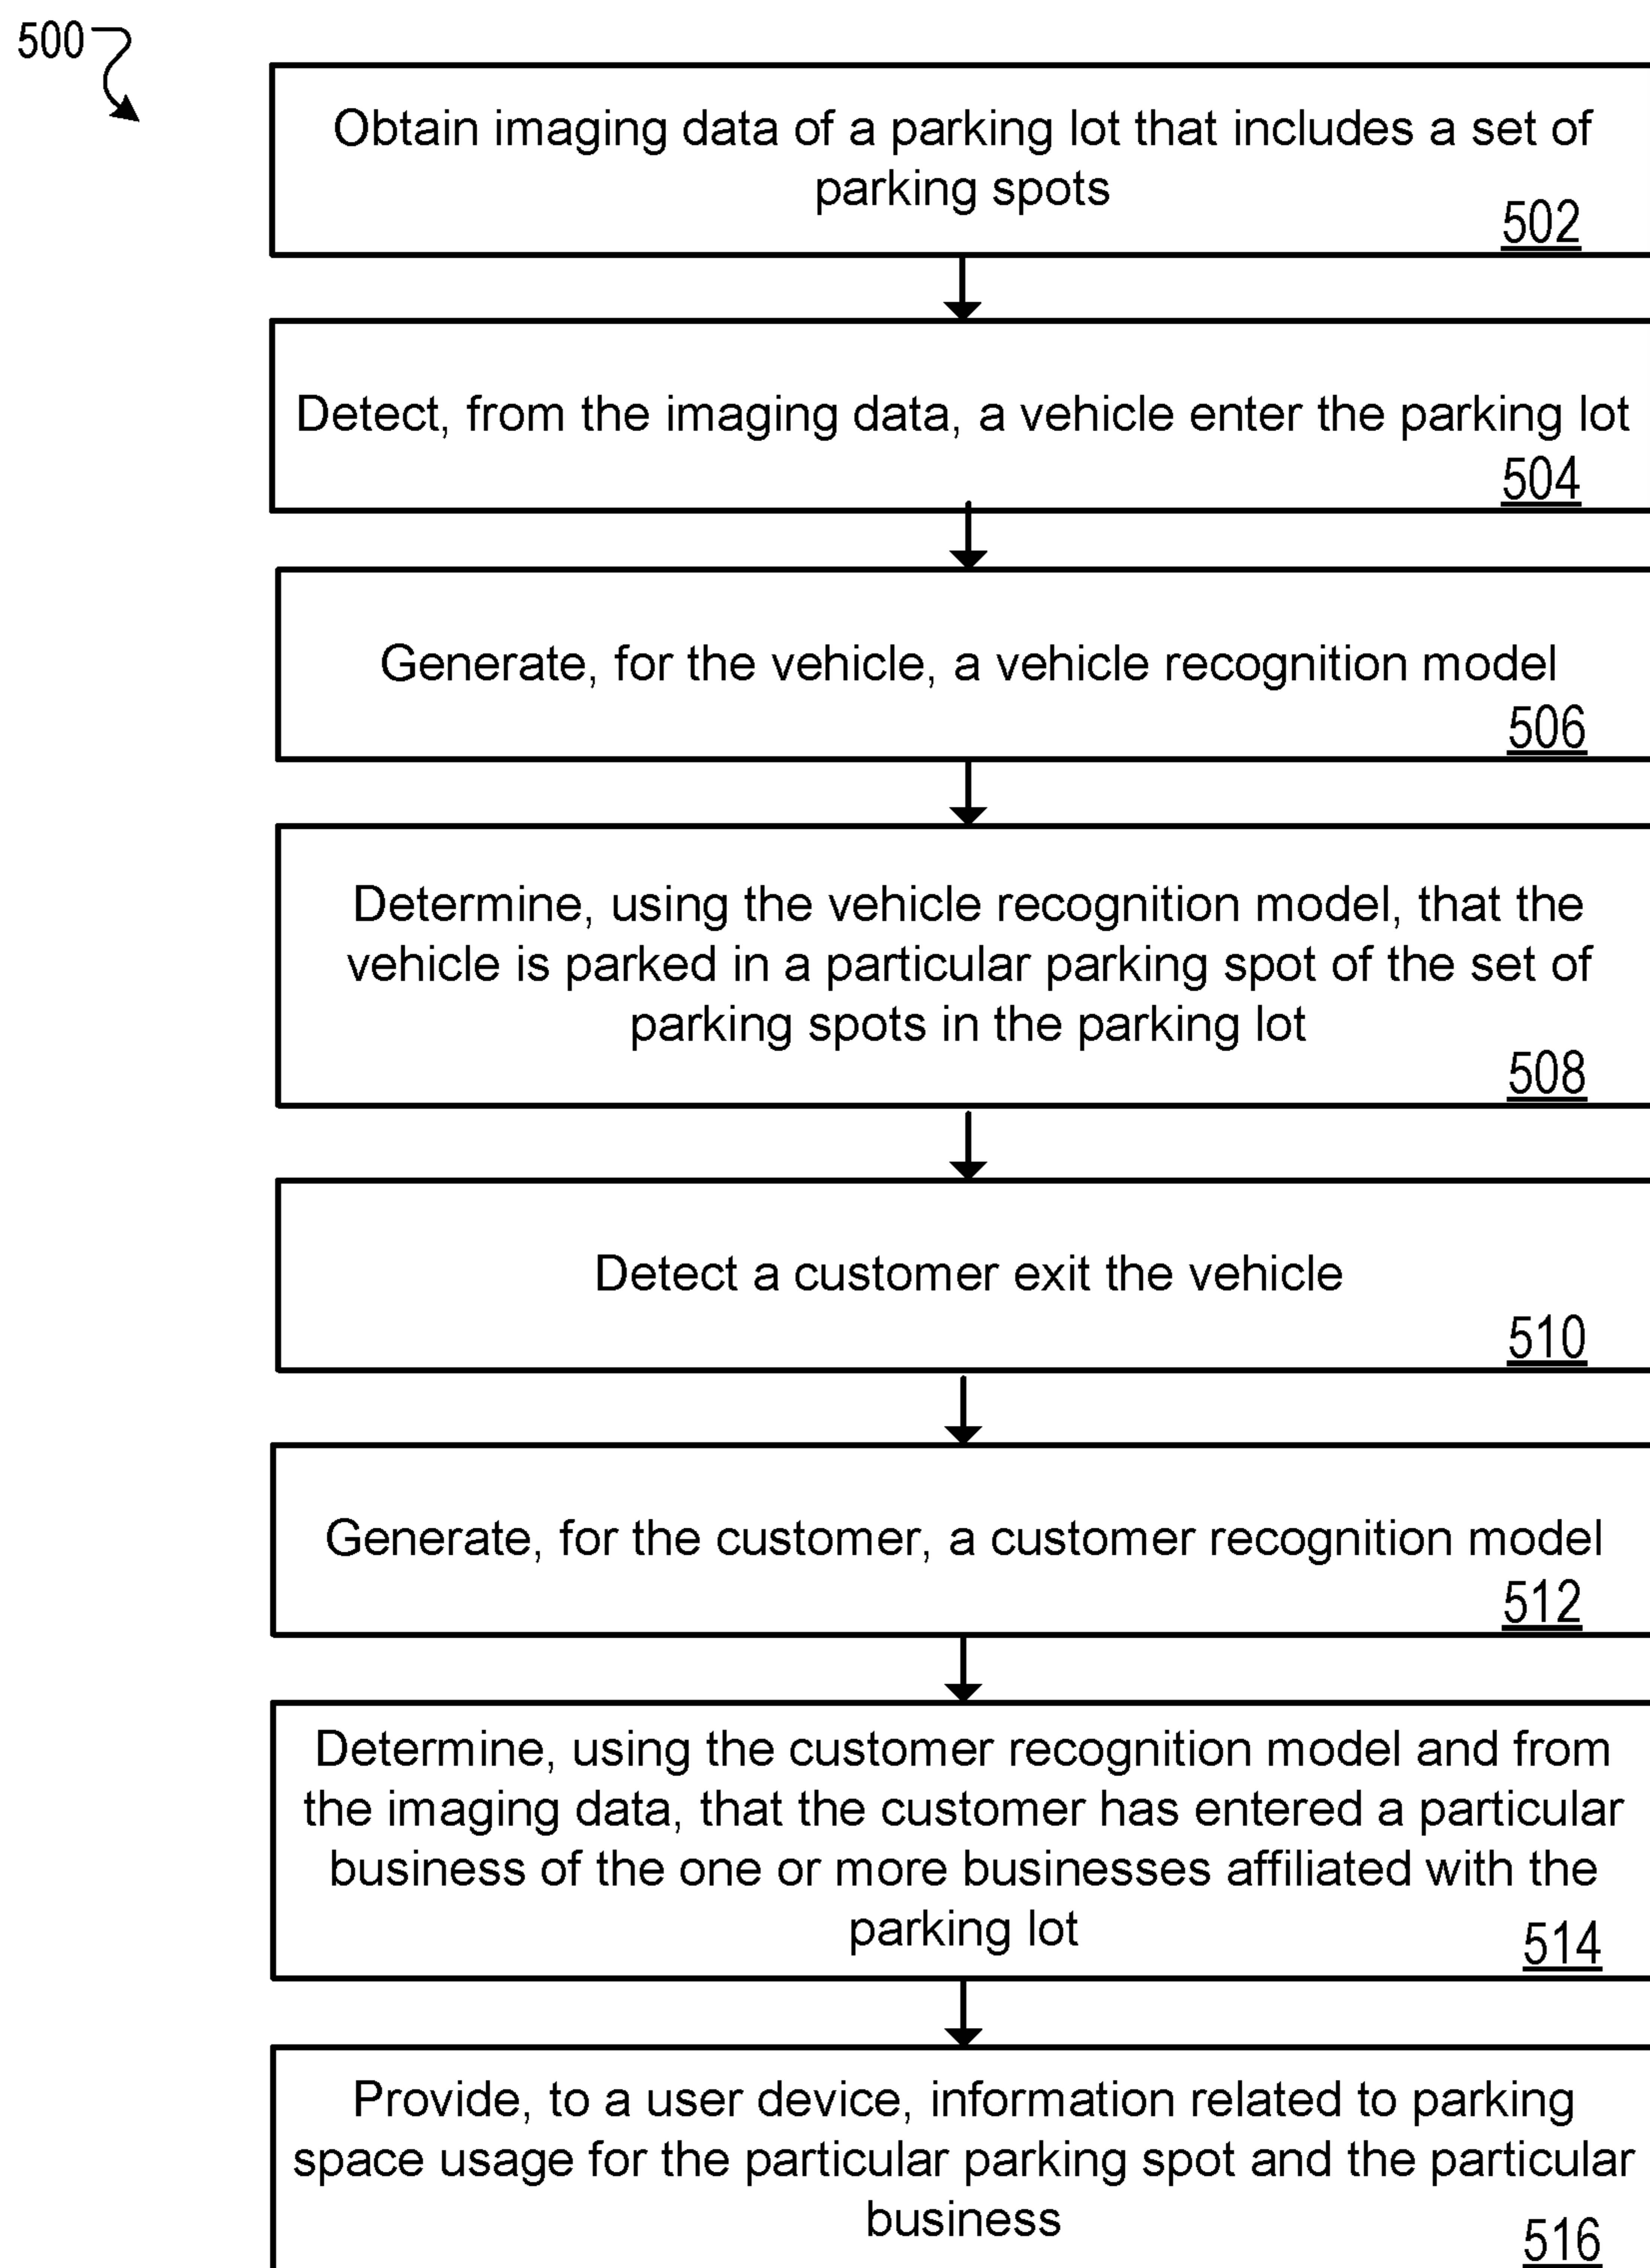 500
Obtain imaging data of a parking lot that includes a set of
parking spots
502
Detect, from the imaging data, a vehicle enter the parking lot
504
Generate, for the vehicle, a vehicle recognition model
506
Determine, using the vehicle recognition model, that the
vehicle is parked in a particular parking spot of the set of
parking spots in the parking lot
508
Detect a customer exit the vehicle
510
Generate, for the customer, a customer recognition model
512
Determine, using the customer recognition model and from
the imaging data, that the customer has entered a particular
business of the one or more businesses affiliated with the
parking lot
514
Provide, to a user device, information related to parking
space usage for the particular parking spot and the particular
business
516